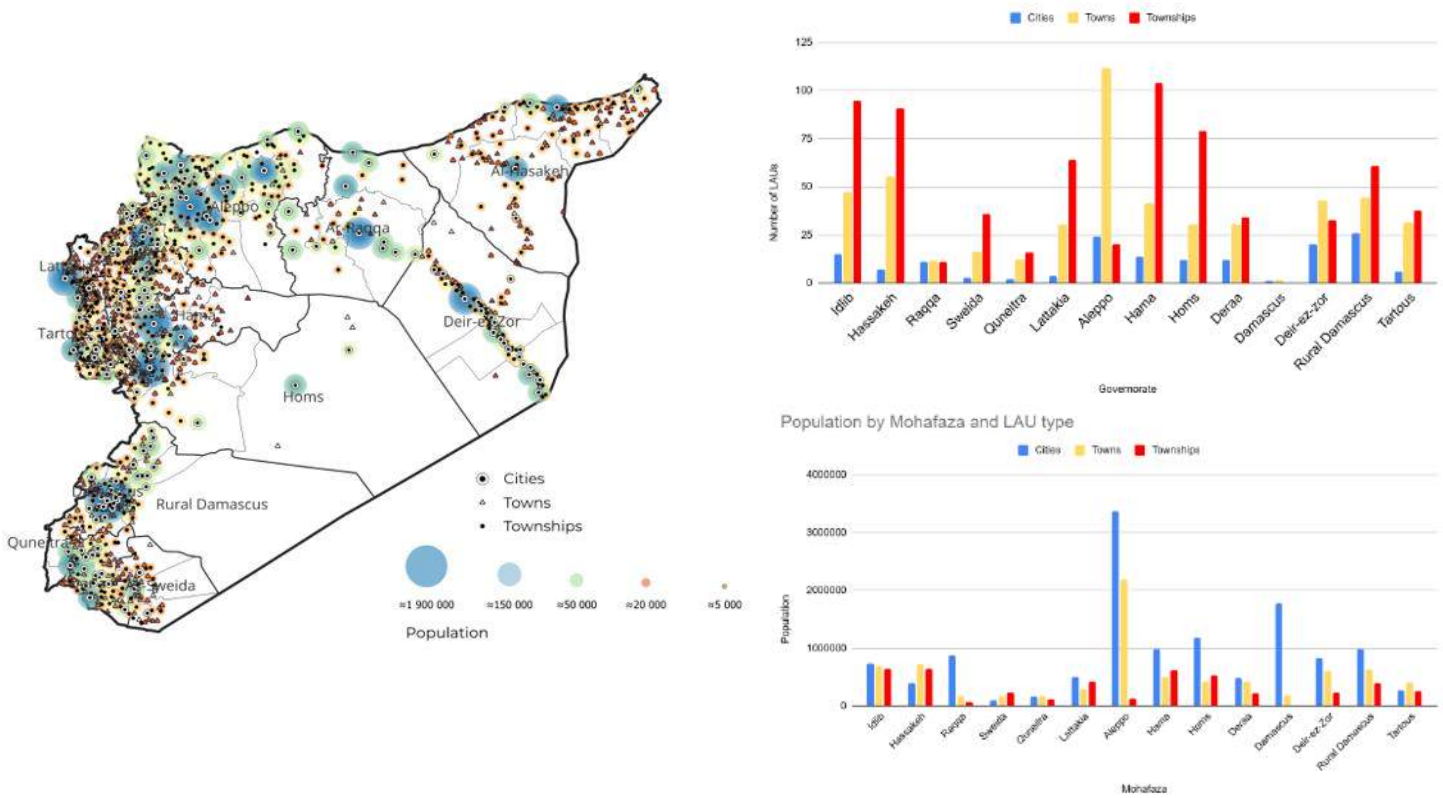 Al-Hasakeh
Aleppo
Ar-Raqqa
Hama
Deir-ez-Zor
Homs
Rural Damascus
Cities
Towns
Townships
≈1 900 000
≈150 000
≈50 000
≈20 000
≈5 000
Population
Cities Towns Townships
125
100
75
50
25
0
Number of LAUs
Idlib
Hassakeh
Raqqa
Sweida
Quneitra
Lattakia
Aleppo
Hama
Homs
Deraa
Damascus
Deir-ez-zor
Rural Damascus
Tartous
Governorate
Population by Mohafaza and LAU type
Cities Towns Townships
4000000
3000000
2000000
1000000
0
Population
Idlib
Hassakeh
Raqqa
Sweida
Quneitra
Lattakia
Aleppo
Hama
Homs
Deraa
Damascus
Deir-ez-Zor
Rural Damascus
Tartous
Mohafaza